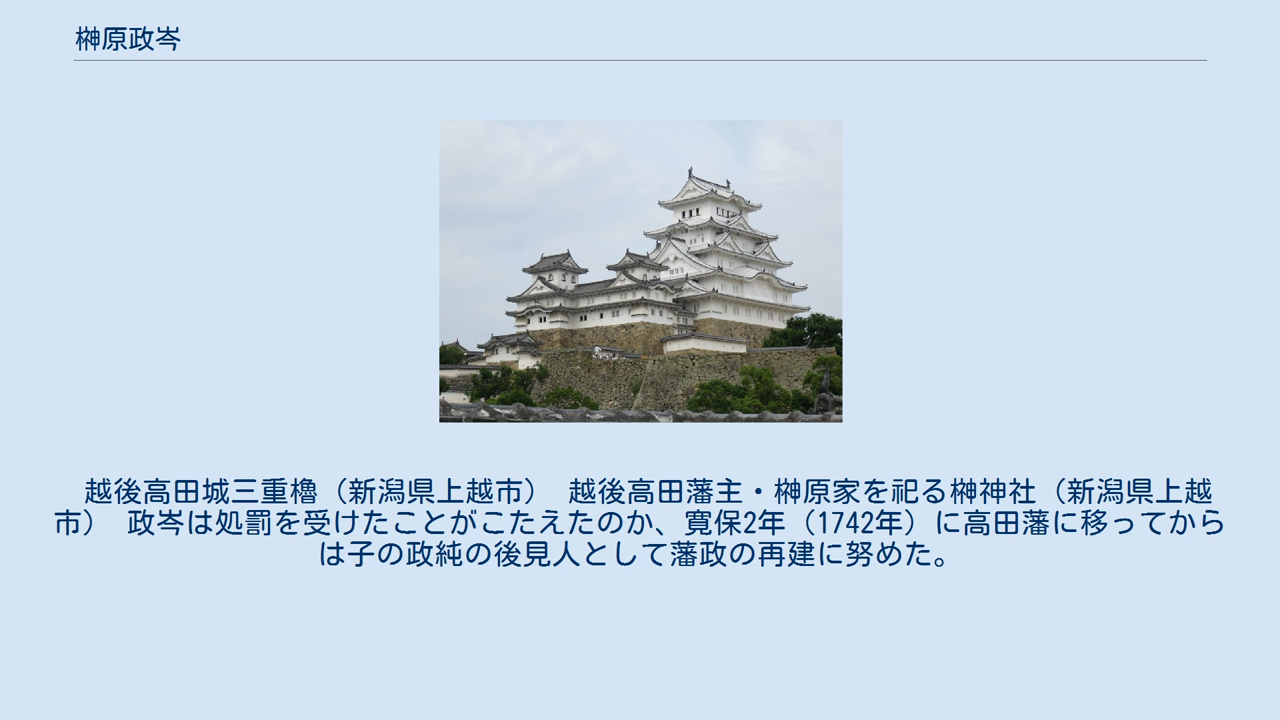 榊原政岑
越後高田城三重櫓（新潟県上越市） 越後高田藩主・榊原家を祀る榊神社（新潟県上越
市） 政岑は処罰を受けたことがこたえたのか、寛保2年（1742年）に高田藩に移ってから
は子の政純の後見人として藩政の再建に努めた。